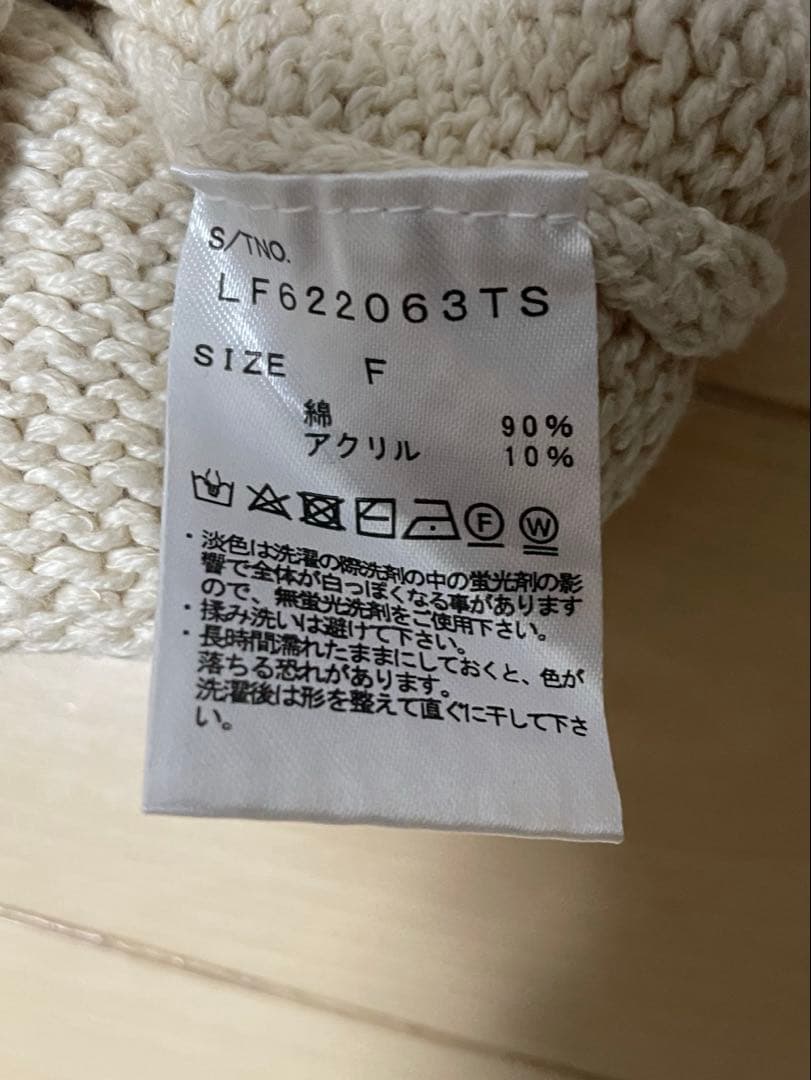 S/TNO.
LF622063TS
SIZE F
綿 90%
アクリル 10%
F W
・淡色は洗濯の際洗剤の中の蛍光剤の影
響で全体が白っぽくなる事があります
ので、無蛍光洗剤をご使用下さい。
・揉み洗いは避けて下さい。
・長時間濡れたままにしておくと、色が
落ちる恐れがあります。
洗濯後は形を整えて直ぐに干して下さ
い。